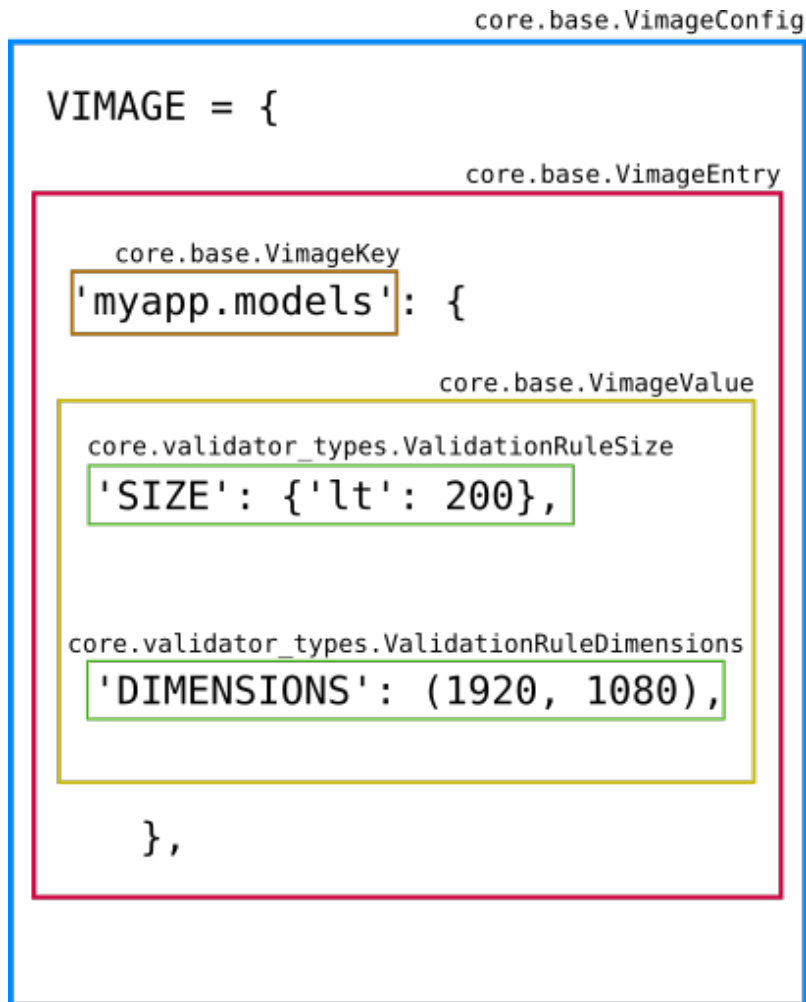 core.base.VimageConfig
VIMAGE = {
core.base.VimageEntry
core.base.VimageKey
'myapp.models': {
core.base.VimageValue
core.validator_types.ValidationRuleSize
'SIZE': {'lt': 200},
core.validator_types.ValidationRuleDimensions
'DIMENSIONS': (1920, 1080),
},